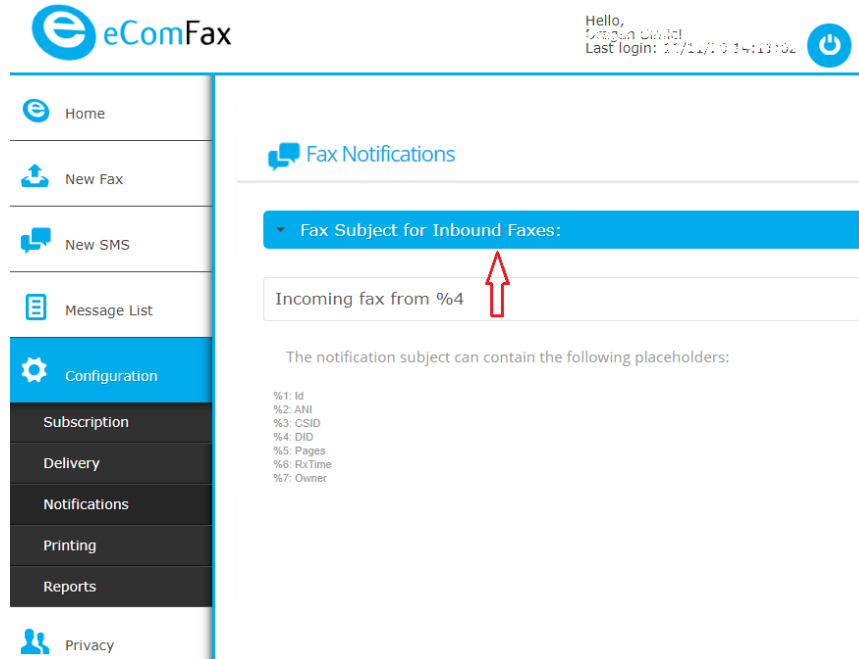 eComFax
Hello,
Last login:
Home
New Fax
New SMS
Message List
Configuration
Subscription
Delivery
Notifications
Printing
Reports
Privacy
Fax Notifications
Fax Subject for Inbound Faxes:
Incoming fax from %4
The notification subject can contain the following placeholders:
%1: Id
%2: ANI
%3: CSID
%4: DID
%5: Pages
%6: RxTime
%7: Owner